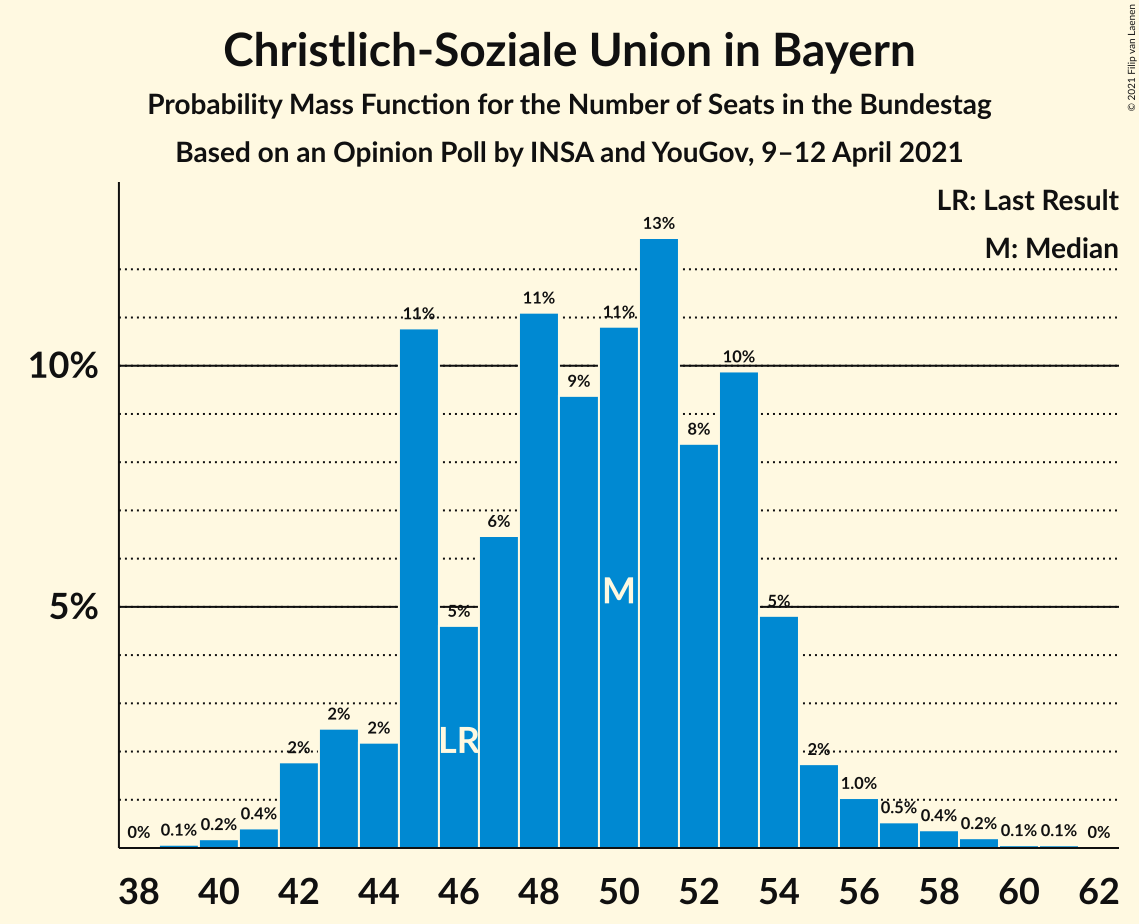 Christlich-Soziale Union in Bayern
Probability Mass Function for the Number of Seats in the Bundestag
Based on an Opinion Poll by INSA and YouGov, 9–12 April 2021
© 2021 Filip van Laenen
LR: Last Result
M: Median
10%
5%
0% 0.1% 0.2% 0.4% 2% 2% 2% 11% 5% 6% 11% 9% 11% 13% 8% 10% 5% 2% 1.0% 0.5% 0.4% 0.2% 0.1% 0.1% 0%
M
LR
38 40 42 44 46 48 50 52 54 56 58 60 62